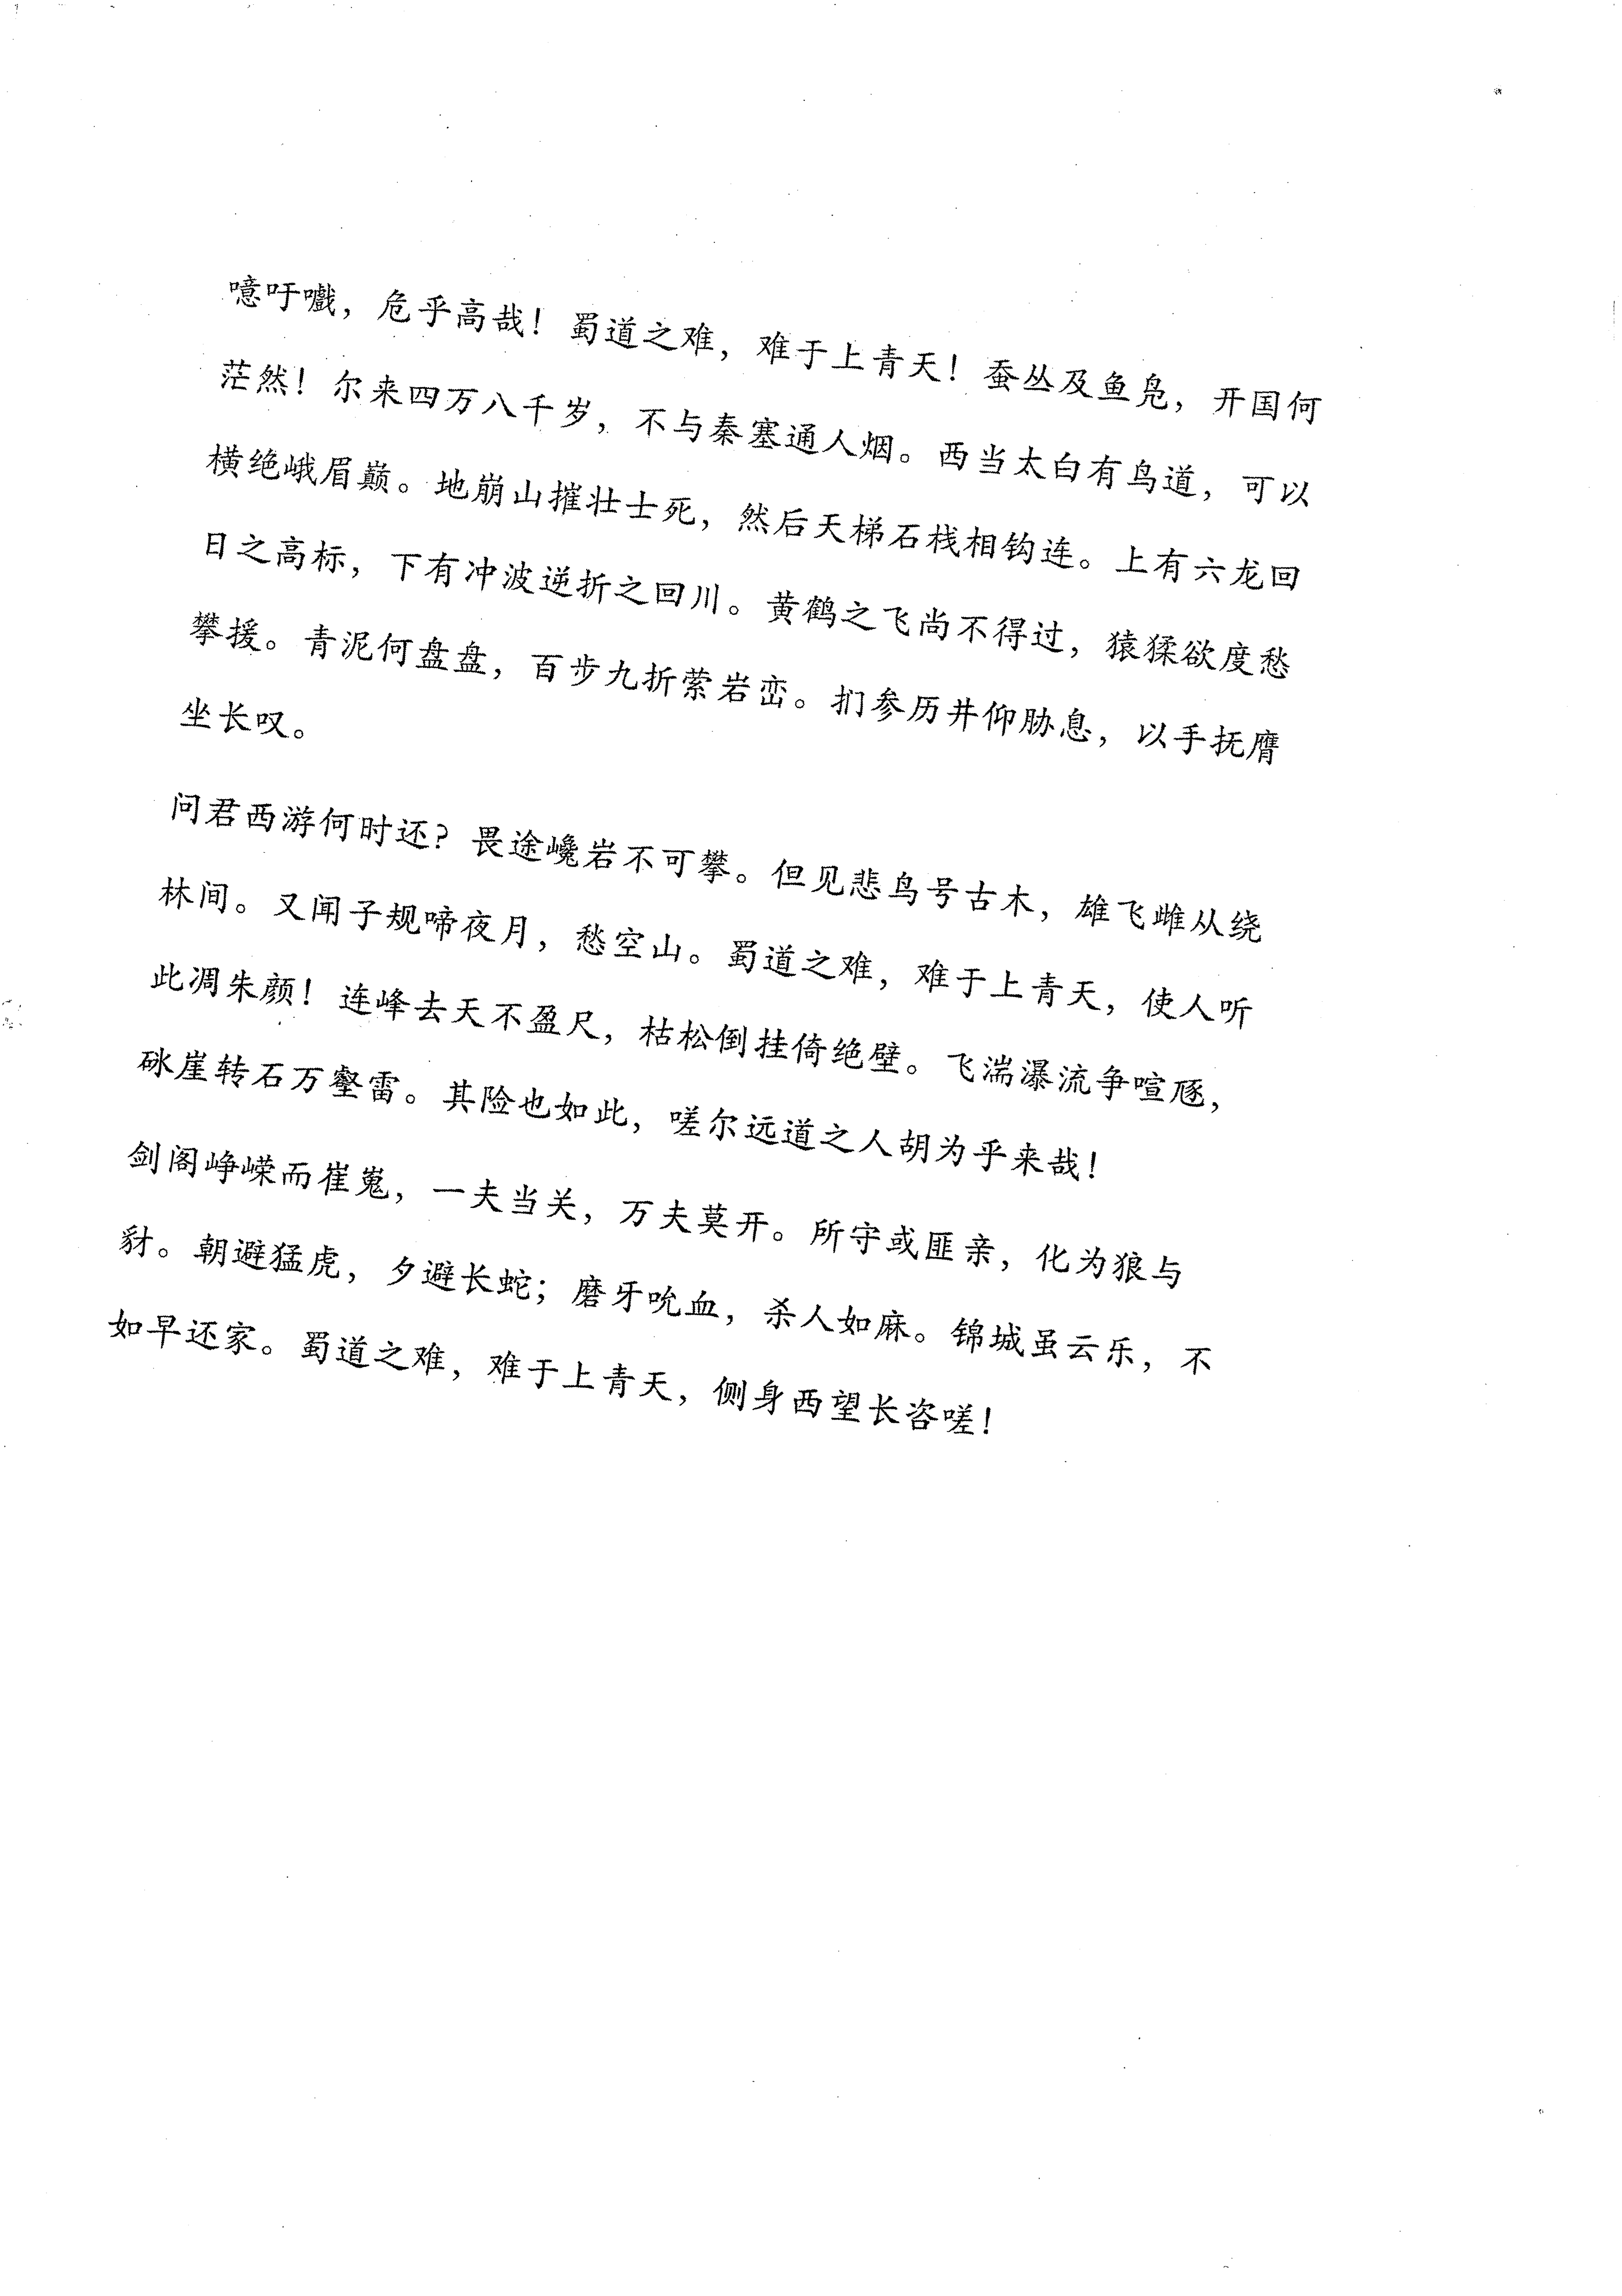 噫吁嚱，危乎高哉！蜀道之难，难于上青天！蚕丛及鱼凫，开国何
茫然！尔来四万八千岁，不与秦塞通人烟。西当太白有鸟道，可以
横绝峨眉巅。地崩山摧壮士死，然后天梯石栈相钩连。上有六龙回
日之高标，下有冲波逆折之回川。黄鹤之飞尚不得过，猿猱欲度愁
攀援。青泥何盘盘，百步九折萦岩峦。扪参历井仰胁息，以手抚膺
坐长叹。
问君西游何时还？畏途巉岩不可攀。但见悲鸟号古木，雄飞雌从绕
林间。又闻子规啼夜月，愁空山。蜀道之难，难于上青天，使人听
此凋朱颜！连峰去天不盈尺，枯松倒挂倚绝壁。飞湍瀑流争喧豗，
砯崖转石万壑雷。其险也如此，嗟尔远道之人胡为乎来哉！
剑阁峥嵘而崔嵬，一夫当关，万夫莫开。所守或匪亲，化为狼与
豺。朝避猛虎，夕避长蛇；磨牙吮血，杀人如麻。锦城虽云乐，不
如早还家。蜀道之难，难于上青天，侧身西望长咨嗟！